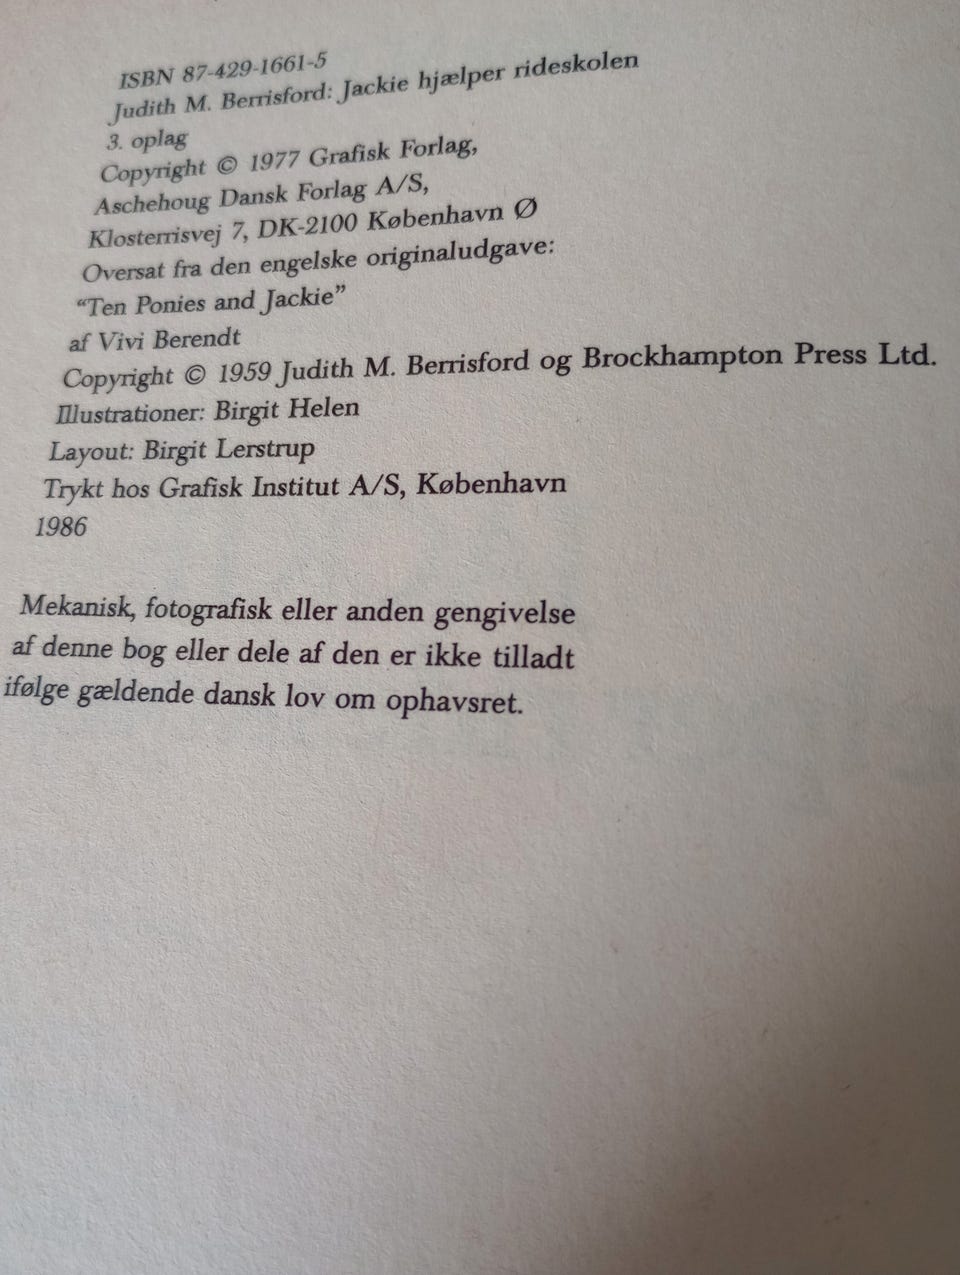 ISBN 87-429-1661-5
Judith M. Berrisford: Jackie hjælper rideskolen
3. oplag
Copyright © 1977 Grafisk Forlag,
Aschehoug Dansk Forlag A/S,
Klosterrisvej 7, DK-2100 København Ø
Oversat fra den engelske originaludgave:
“Ten Ponies and Jackie”
af Vivi Berendt
Copyright © 1959 Judith M. Berrisford og Brockhampton Press Ltd.
Illustrationer: Birgit Helen
Layout: Birgit Lerstrup
Trykt hos Grafisk Institut A/S, København
1986
Mekanisk, fotografisk eller anden gengivelse
af denne bog eller dele af den er ikke tilladt
ifølge gældende dansk lov om ophavsret.